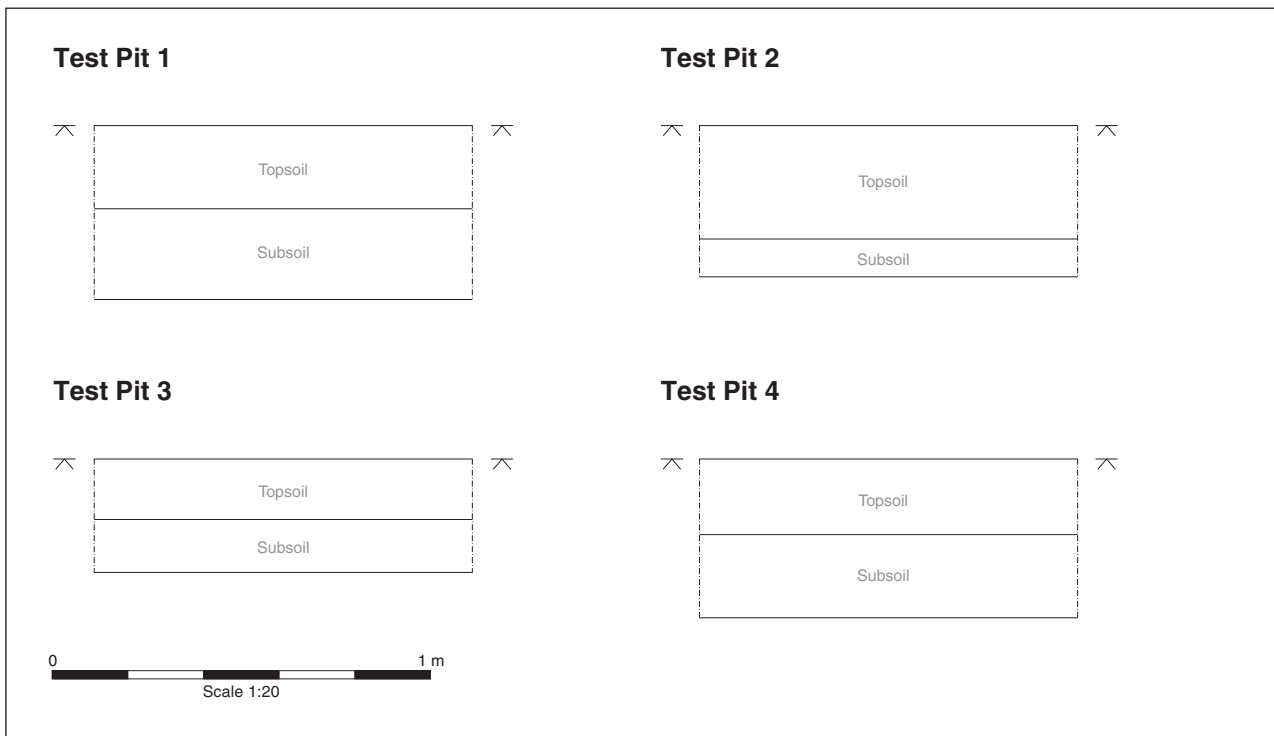 Test Pit 1
Test Pit 2
Topsoil
Subsoil
Topsoil
Subsoil
Test Pit 3
Test Pit 4
Topsoil
Subsoil
Topsoil
Subsoil
0 1 m
Scale 1:20